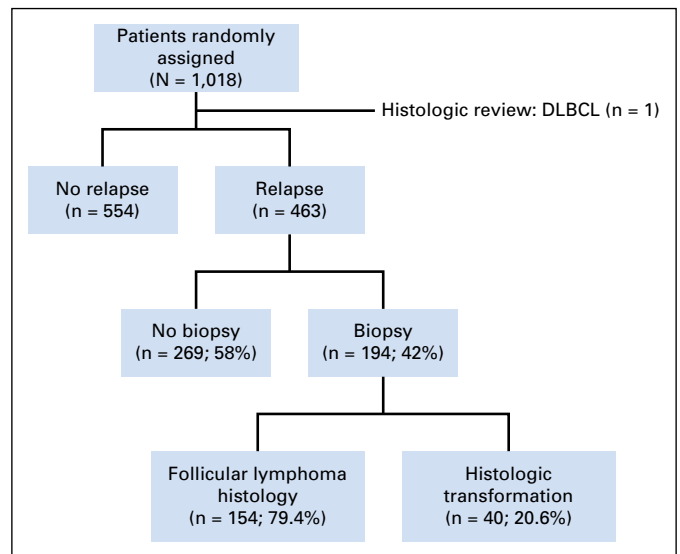 Patients randomly
assigned
(N = 1,018)
Histologic review: DLBCL (n = 1)
No relapse
(n = 554)
Relapse
(n = 463)
No biopsy
(n = 269; 58%)
Biopsy
(n = 194; 42%)
Follicular lymphoma
histology
(n = 154; 79.4%)
Histologic
transformation
(n = 40; 20.6%)